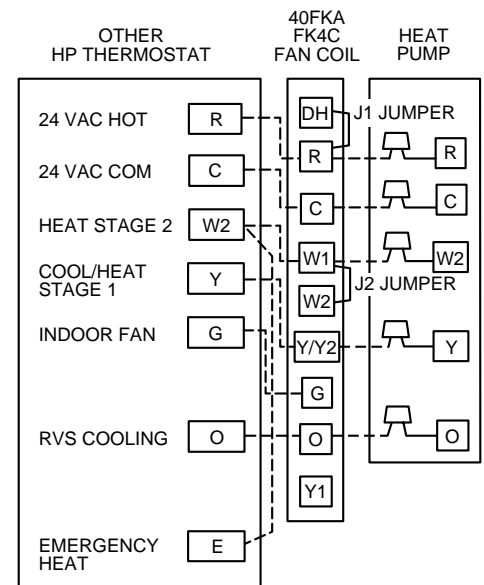 OTHER
HP THERMOSTAT
40FKA
FK4C
FAN COIL
HEAT
PUMP
24 VAC HOT R
24 VAC COM C
HEAT STAGE 2 W2
COOL/HEAT
STAGE 1 Y
INDOOR FAN G
RVS COOLING O
EMERGENCY
HEAT E
DH J1 JUMPER
R
C
W1
W2 J2 JUMPER
Y/Y2
G
O
Y1
R
C
W2
Y
O